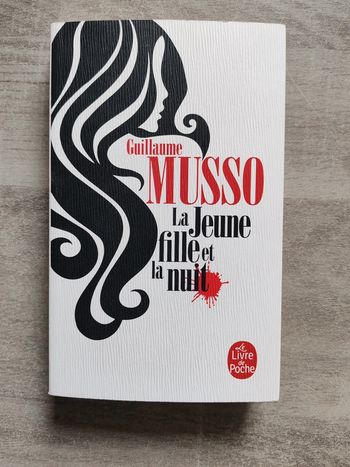 Guillaume
MUSSO
La Jeune
fille et
la nuit
Le
Livre
de
Poche